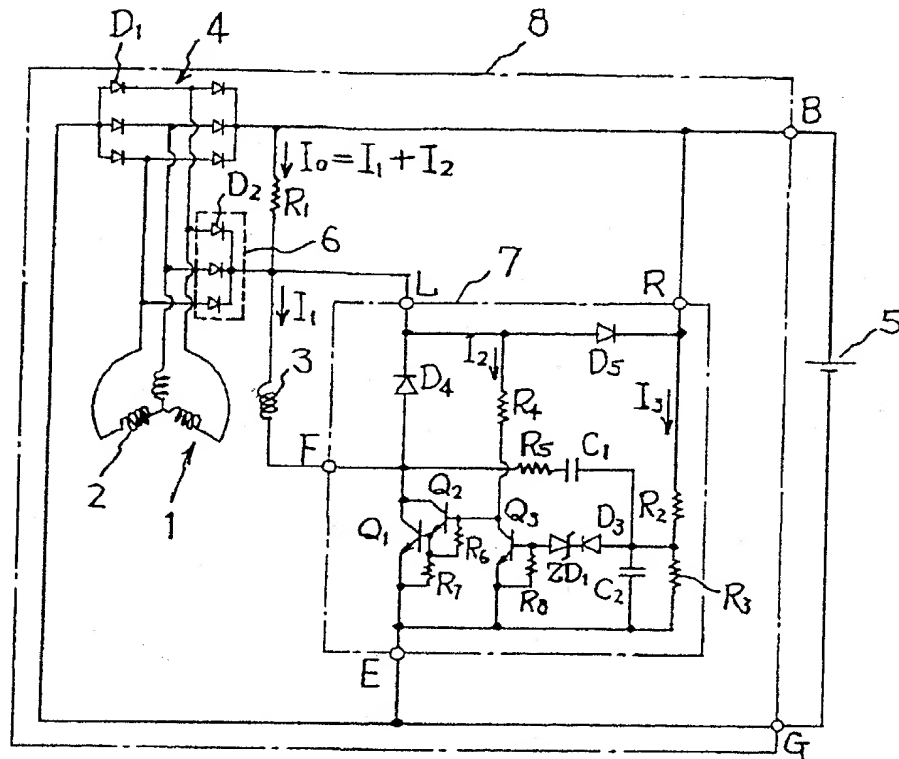 D₁
4
8
B
I₀ = I₁ + I₂
R₁
D₂
6
7
L
R
I₁
5
I₂
D₅
3
D₄
R₄
I₃
R₅
C₁
F
2
1
Q₂
Q₃
D₃
R₂
Q₁
R₆
ZD₁
C₂
R₇
R₈
R₃
E
G